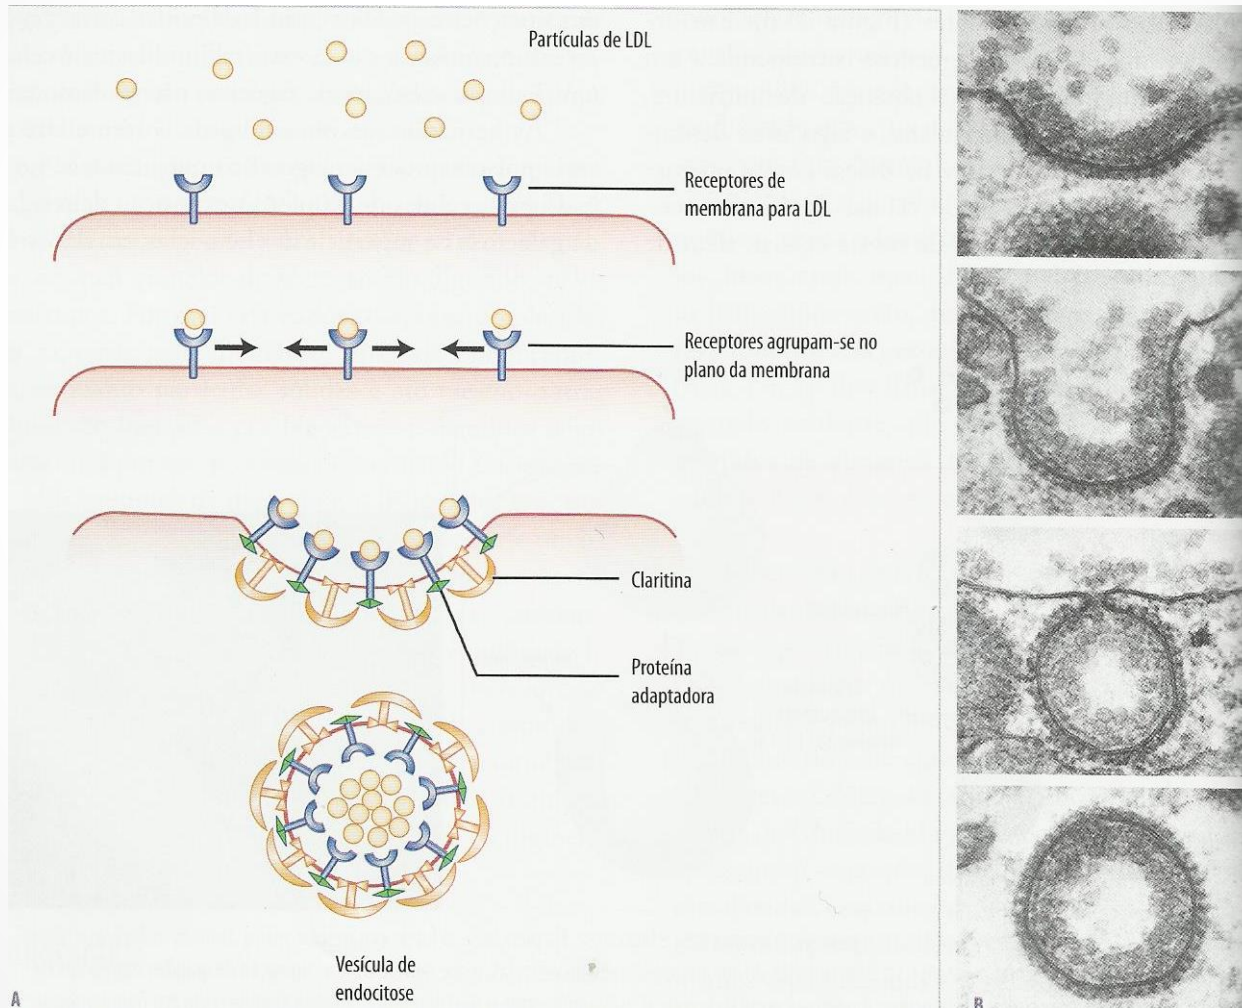 Partículas de LDL
Receptores de
membrana para LDL
Receptores agrupam-se no
plano da membrana
Claritina
Proteína
adaptadora
Vesícula de
endocitose
A
B